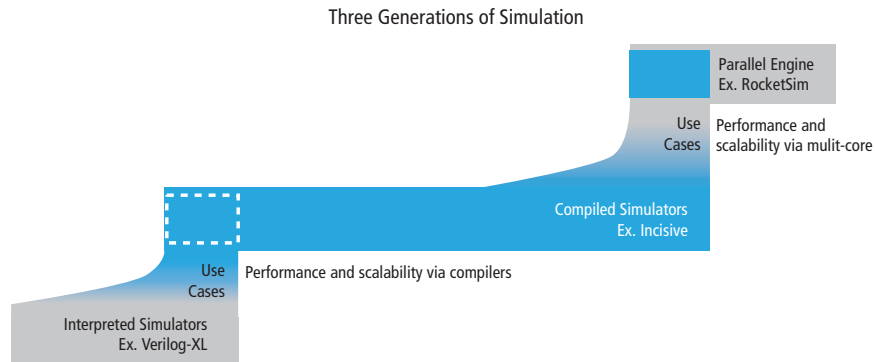 Three Generations of Simulation
Parallel Engine
Ex. RocketSim
Use
Cases
Performance and
scalability via mulit-core
Compiled Simulators
Ex. Incisive
Use
Cases
Performance and scalability via compilers
Interpreted Simulators
Ex. Verilog-XL